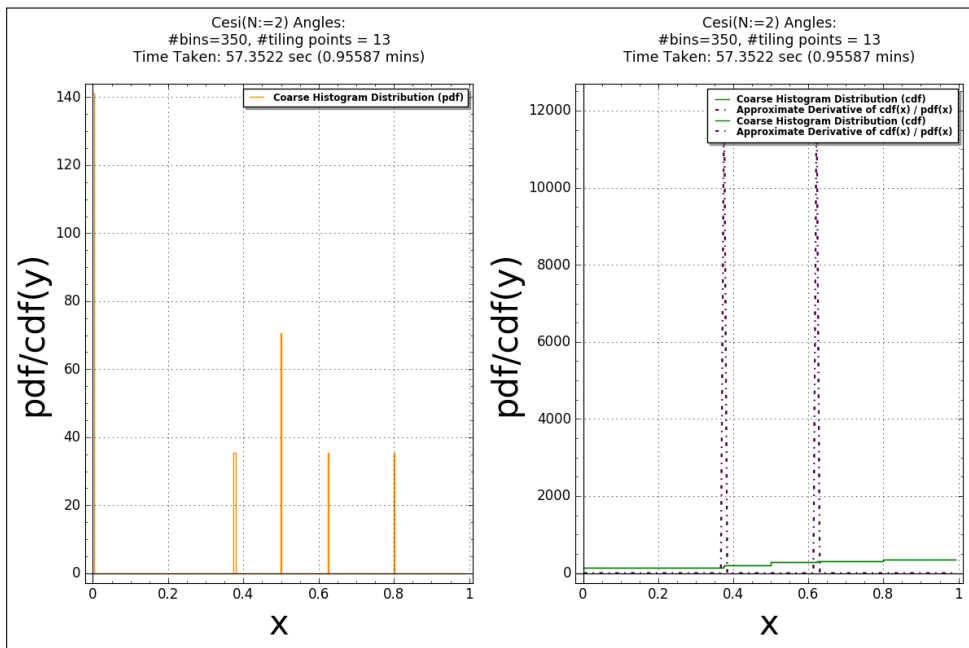 Cesi(N:=2) Angles:
#bins=350, #tiling points = 13
Time Taken: 57.3522 sec (0.95587 mins)
Coarse Histogram Distribution (pdf)
140
120
100
80
60
40
20
0
0
0.2
0.4
0.6
0.8
1
pdf/cdf(y)
x
Cesi(N:=2) Angles:
#bins=350, #tiling points = 13
Time Taken: 57.3522 sec (0.95587 mins)
Coarse Histogram Distribution (cdf)
Approximate Derivative of cdf(x) / pdf(x)
Coarse Histogram Distribution (cdf)
Approximate Derivative of cdf(x) / pdf(x)
12000
10000
8000
6000
4000
2000
0
0
0.2
0.4
0.6
0.8
1
pdf/cdf(y)
x